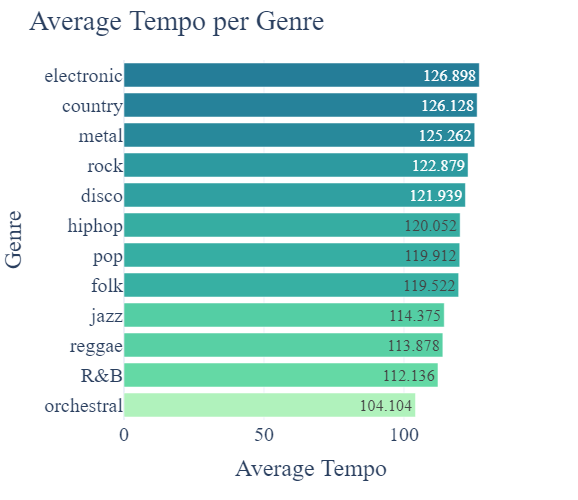 Average Tempo per Genre
electronic 126.898
country 126.128
metal 125.262
rock 122.879
disco 121.939
hiphop 120.052
pop 119.912
folk 119.522
jazz 114.375
reggae 113.878
R&B 112.136
orchestral 104.104
0 50 100
Average Tempo
Genre